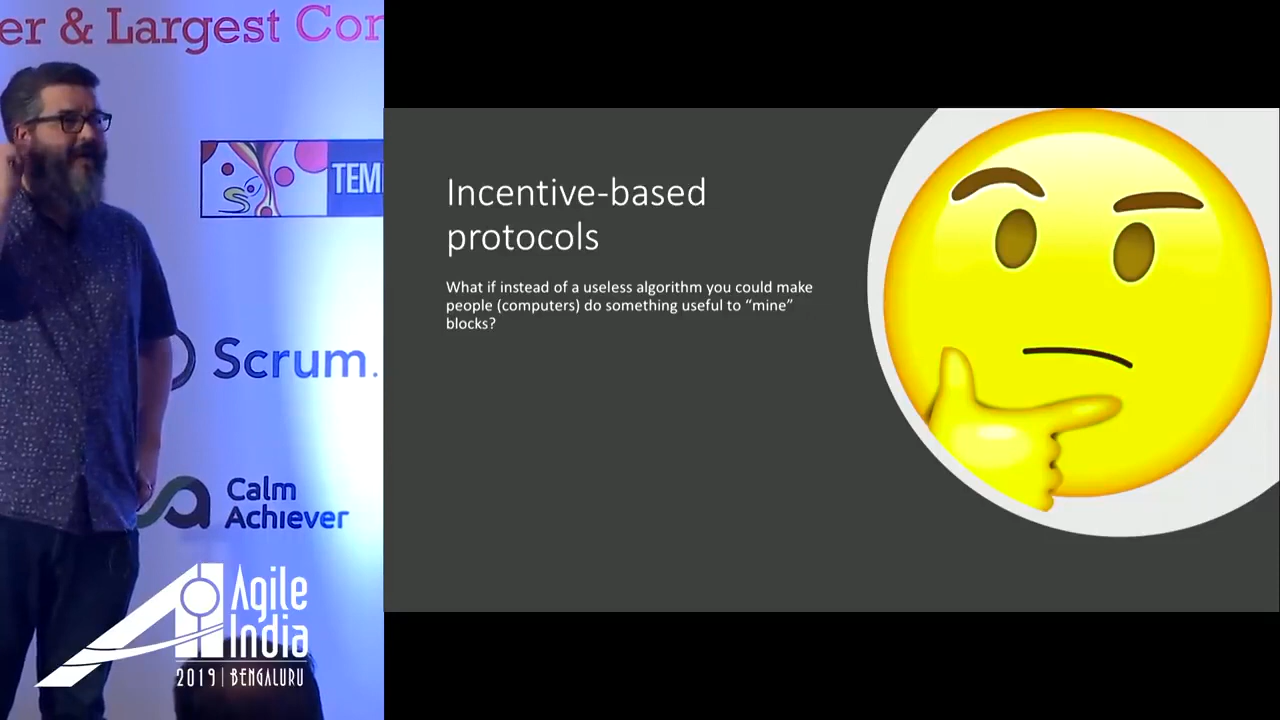 er & Largest Con
TEM
Scrum.
Calm
Achiever
Agile
India
2019 | BENGALURU
Incentive-based
protocols
What if instead of a useless algorithm you could make
people (computers) do something useful to “mine”
blocks?